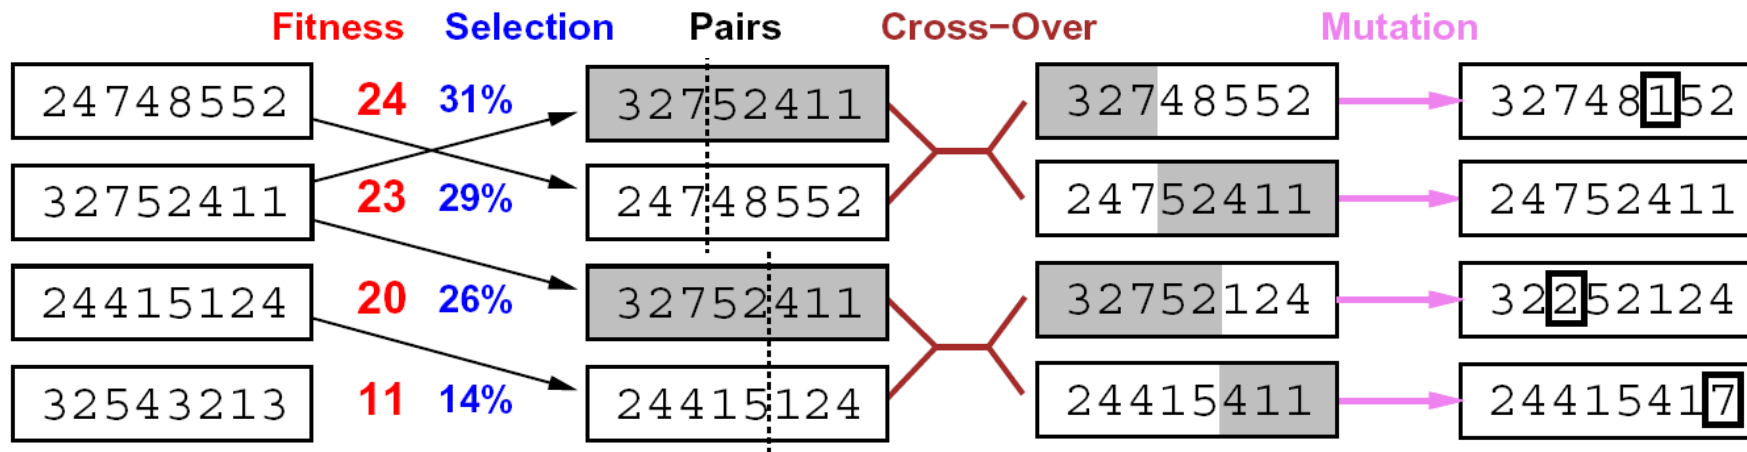 Fitness Selection Pairs Cross−Over Mutation
24748552 24 31% 32752411 32748552 32748152
32752411 23 29% 24748552 24752411 24752411
24415124 20 26% 32752411 32752124 32252124
32543213 11 14% 24415124 24415411 24415417